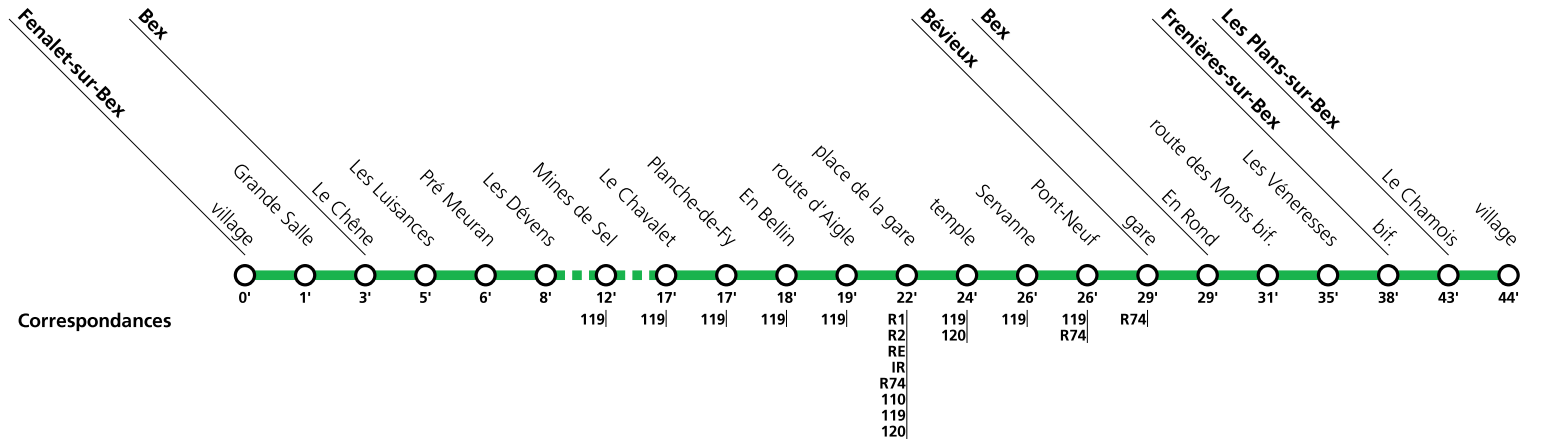 Fenalet-sur-Bex
Bex
Bévieux
Bex
Frenières-sur-Bex
Les Plans-sur-Bex
village
Grande Salle
Le Chêne
Les Luisances
Pré Meuran
Les Dévens
Mines de Sel
Le Chavalet
Planche-de-Fy
En Bellin
route d'Aigle
place de la gare
temple
Servanne
Pont-Neuf
gare
En Rond
route des Monts bif.
Les Véneresses
bif.
Le Chamois
village
0' 1' 3' 5' 6' 8' 12' 17' 17' 18' 19' 22' 24' 26' 26' 29' 29' 31' 35' 38' 43' 44'
Correspondances 119 119 119 119 119 R1 119 119 119 R74
R2 120 R74
RE
IR
R74
110
119
120